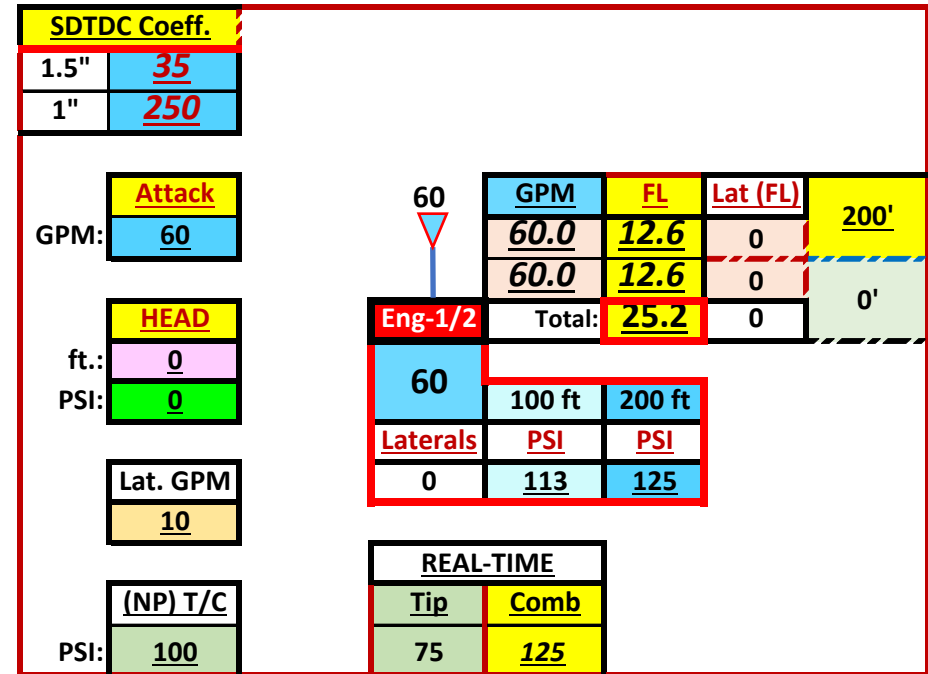 SDTDC Coeff.
1.5" 35
1" 250
Attack
GPM: 60
60
GPM FL Lat (FL) 200'
60.0 12.6 0
60.0 12.6 0 0'
Eng-1/2 Total: 25.2 0
HEAD
ft.: 0
PSI: 0
60
100 ft 200 ft
Laterals PSI PSI
0 113 125
Lat. GPM
10
REAL-TIME
Tip Comb
75 125
(NP) T/C
PSI: 100